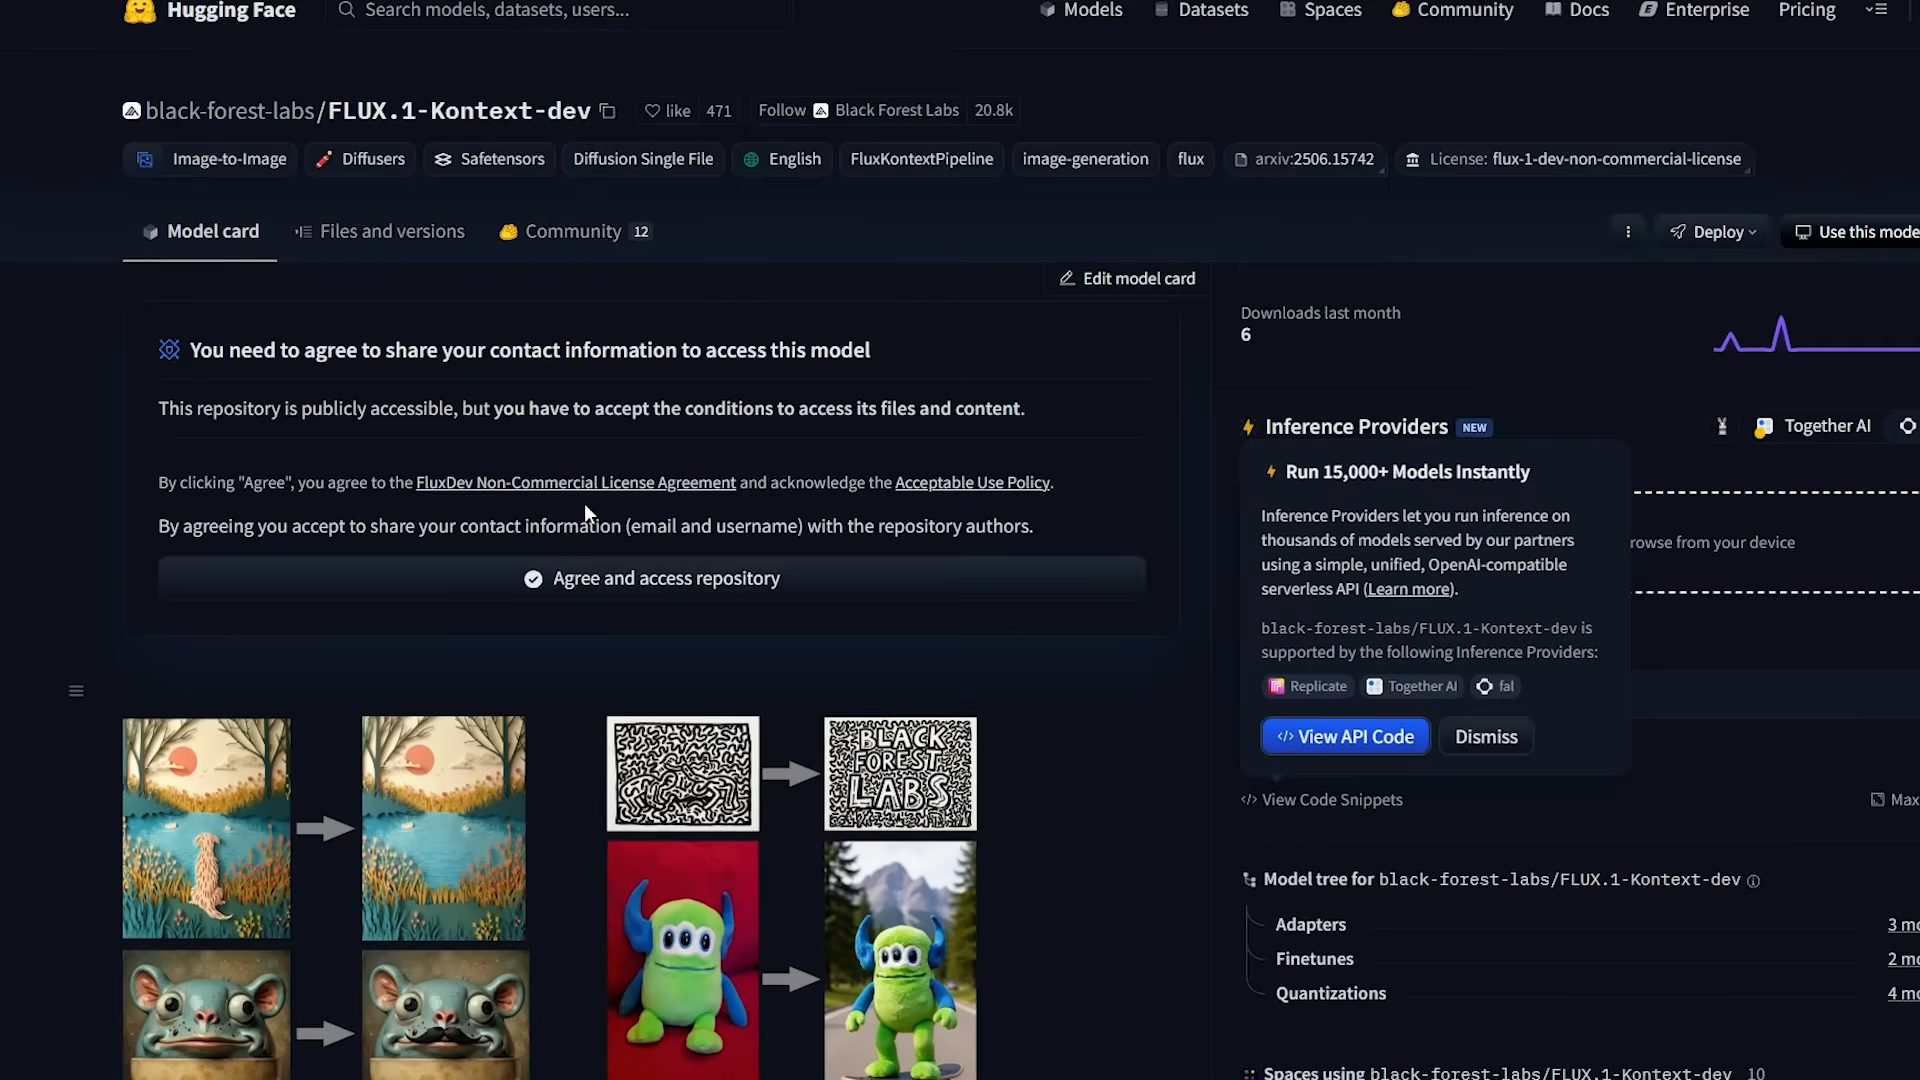 Hugging Face
Search models, datasets, users...
Models
Datasets
Spaces
Community
Docs
Enterprise
Pricing
black-forest-labs/FLUX.1-Kontext-dev
like 471
Follow Black Forest Labs 20.8k
Image-to-Image
Diffusers
Safetensors
Diffusion Single File
English
FluxKontextPipeline
image-generation
flux
arxiv:2506.15742
License: flux-1-dev-non-commercial-license
Model card
Files and versions
Community 12
Deploy
Use this mode
Edit model card
You need to agree to share your contact information to access this model
This repository is publicly accessible, but you have to accept the conditions to access its files and content.
By clicking "Agree", you agree to the FluxDev Non-Commercial License Agreement and acknowledge the Acceptable Use Policy.
By agreeing you accept to share your contact information (email and username) with the repository authors.
Agree and access repository
BLACK
FOREST
LABS
Downloads last month
6
Inference Providers NEW
Together AI
Run 15,000+ Models Instantly
Inference Providers let you run inference on
thousands of models served by our partners
using a simple, unified, OpenAI-compatible
serverless API (Learn more).
black-forest-labs/FLUX.1-Kontext-dev is
supported by the following Inference Providers:
Replicate
Together AI
fal
View API Code
Dismiss
rowse from your device
View Code Snippets
Max
Model tree for black-forest-labs/FLUX.1-Kontext-dev
Adapters 3 mo
Finetunes 2 mo
Quantizations 4 mo
Spaces using black-forest-labs/FLUX.1-Kontext-dev 10